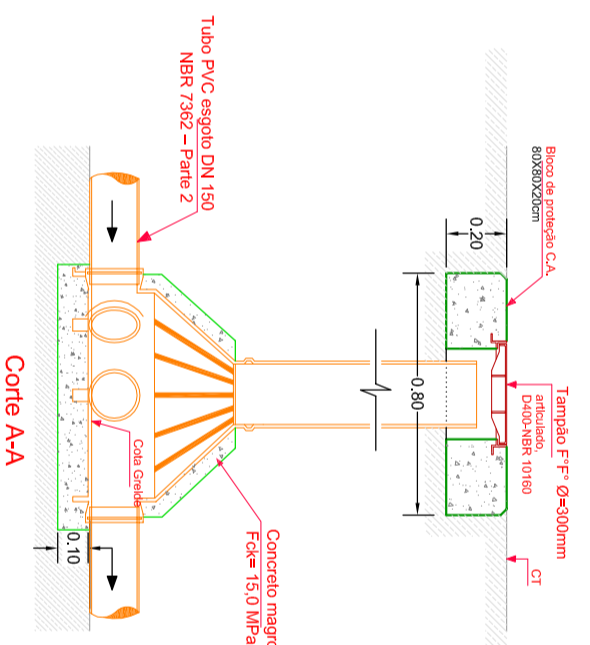 Bloco de proteção C.A.
80X80X20cm
Tampão F°F° Ø=300mm
articulado,
D400-NBR 10160
CT
0.20
0.80
Tubo PVC esgoto DN 150
NBR 7362 – Parte 2
Concreto magro
Fck= 15,0 MPa
Cota Greide
0.10
Corte A-A